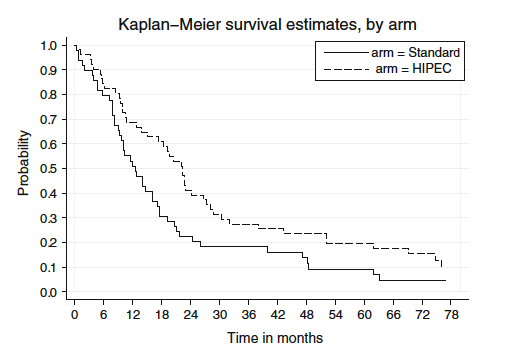 Kaplan–Meier survival estimates, by arm
arm = Standard
arm = HIPEC
1.0
0.9
0.8
0.7
0.6
0.5
0.4
0.3
0.2
0.1
0.0
Probability
0 6 12 18 24 30 36 42 48 54 60 66 72 78
Time in months